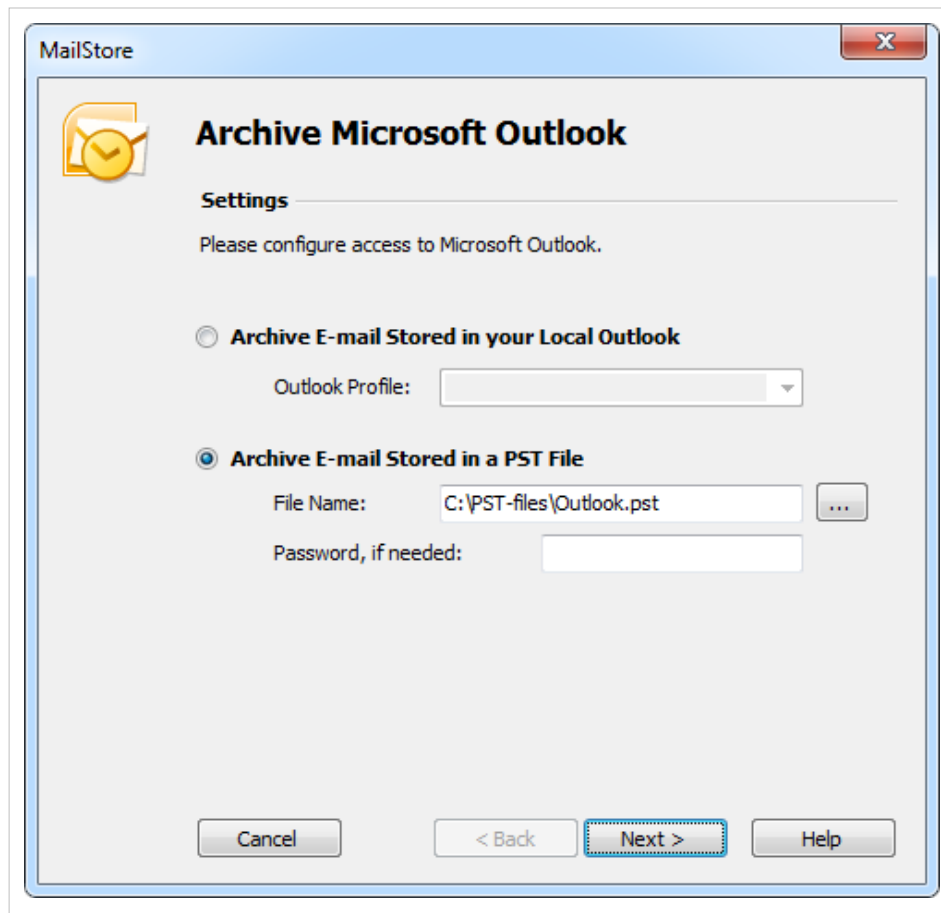 MailStore
Archive Microsoft Outlook
Settings
Please configure access to Microsoft Outlook.
Archive E-mail Stored in your Local Outlook
Outlook Profile:
Archive E-mail Stored in a PST File
File Name: C:\PST-files\Outlook.pst ...
Password, if needed:
Cancel < Back Next > Help